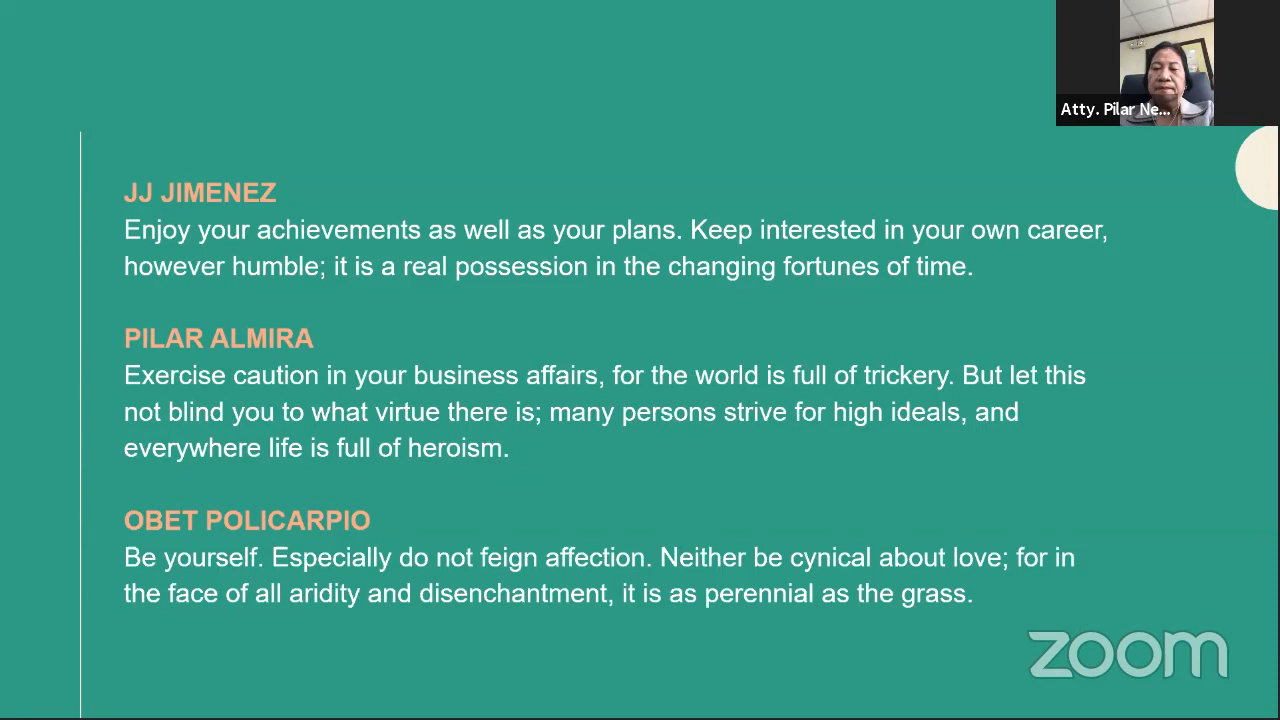 Atty. Pilar Ne...
JJ JIMENEZ
Enjoy your achievements as well as your plans. Keep interested in your own career,
however humble; it is a real possession in the changing fortunes of time.
PILAR ALMIRA
Exercise caution in your business affairs, for the world is full of trickery. But let this
not blind you to what virtue there is; many persons strive for high ideals, and
everywhere life is full of heroism.
OBET POLICARPIO
Be yourself. Especially do not feign affection. Neither be cynical about love; for in
the face of all aridity and disenchantment, it is as perennial as the grass.
zoom